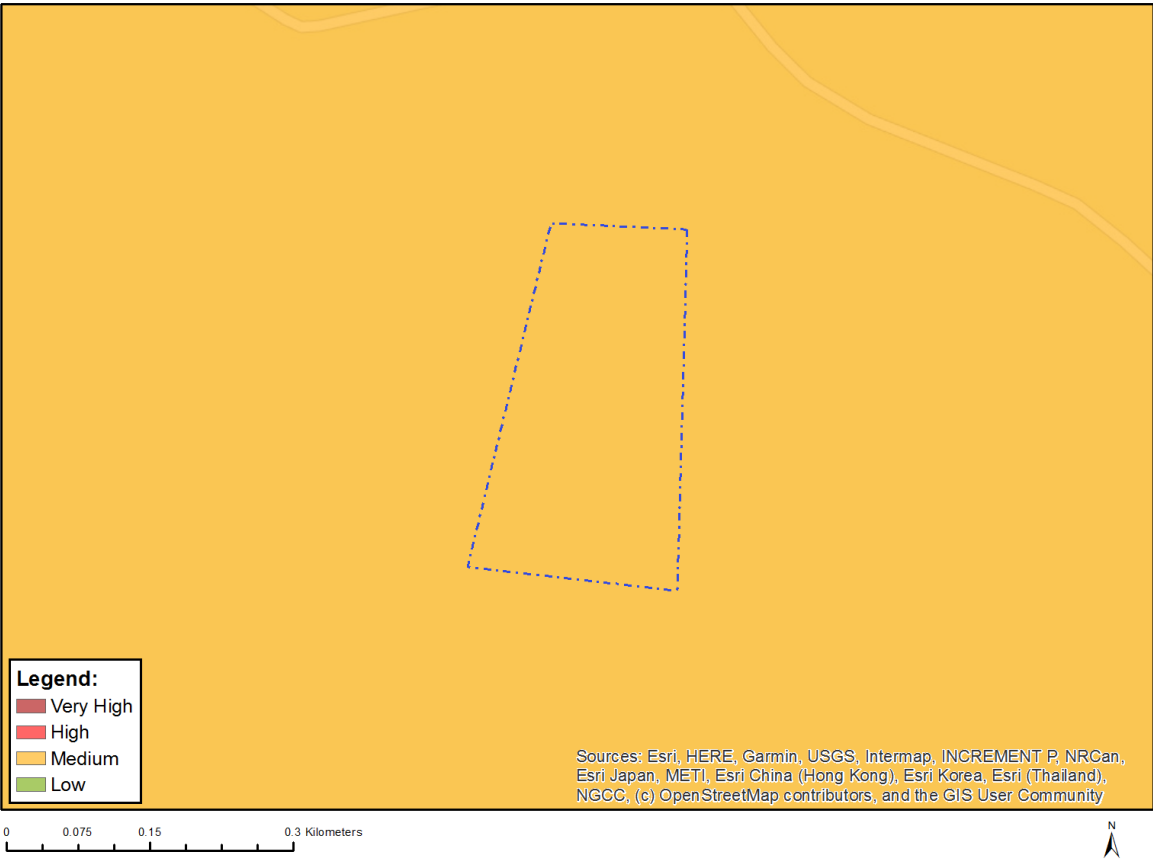 Legend:
Very High
High
Medium
Low
Sources: Esri, HERE, Garmin, USGS, Intermap, INCREMENT P, NRCan,
Esri Japan, METI, Esri China (Hong Kong), Esri Korea, Esri (Thailand),
NGCC, (c) OpenStreetMap contributors, and the GIS User Community
0 0.075 0.15 0.3 Kilometers
N